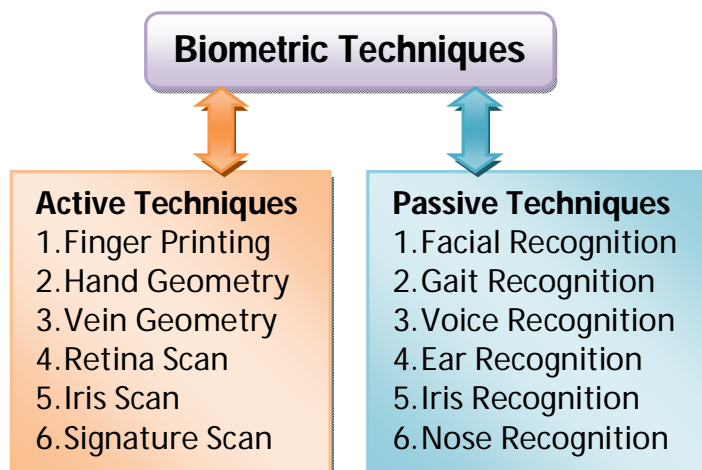 Biometric Techniques
Active Techniques
1.Finger Printing
2.Hand Geometry
3.Vein Geometry
4.Retina Scan
5.Iris Scan
6.Signature Scan
Passive Techniques
1.Facial Recognition
2.Gait Recognition
3.Voice Recognition
4.Ear Recognition
5.Iris Recognition
6.Nose Recognition